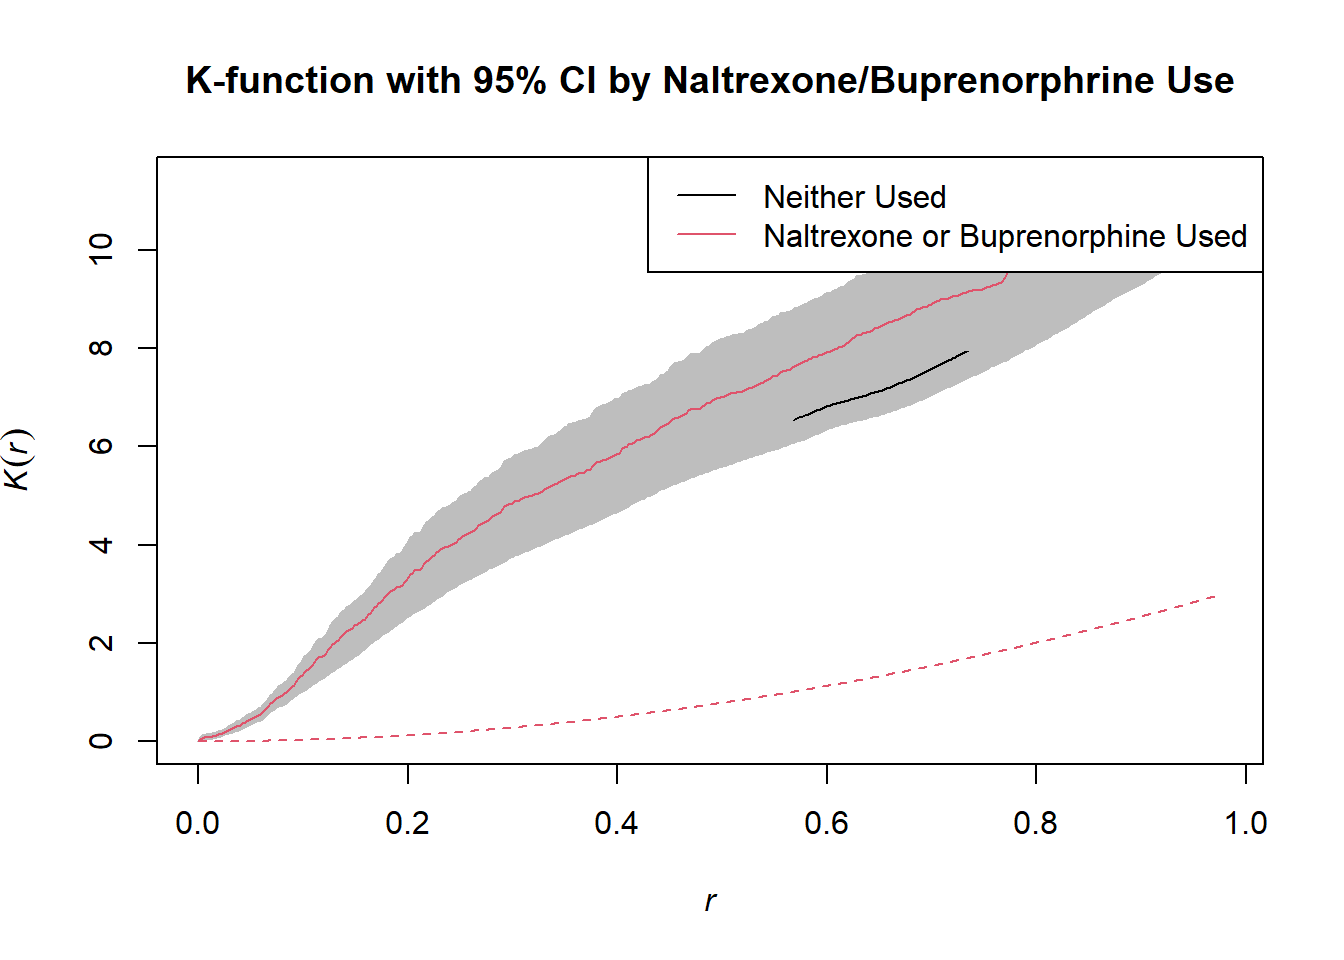 K-function with 95% CI by Naltrexone/Buprenorphrine Use
Neither Used
Naltrexone or Buprenorphine Used
K(r)
10
8
6
4
2
0
0.0 0.2 0.4 0.6 0.8 1.0
r